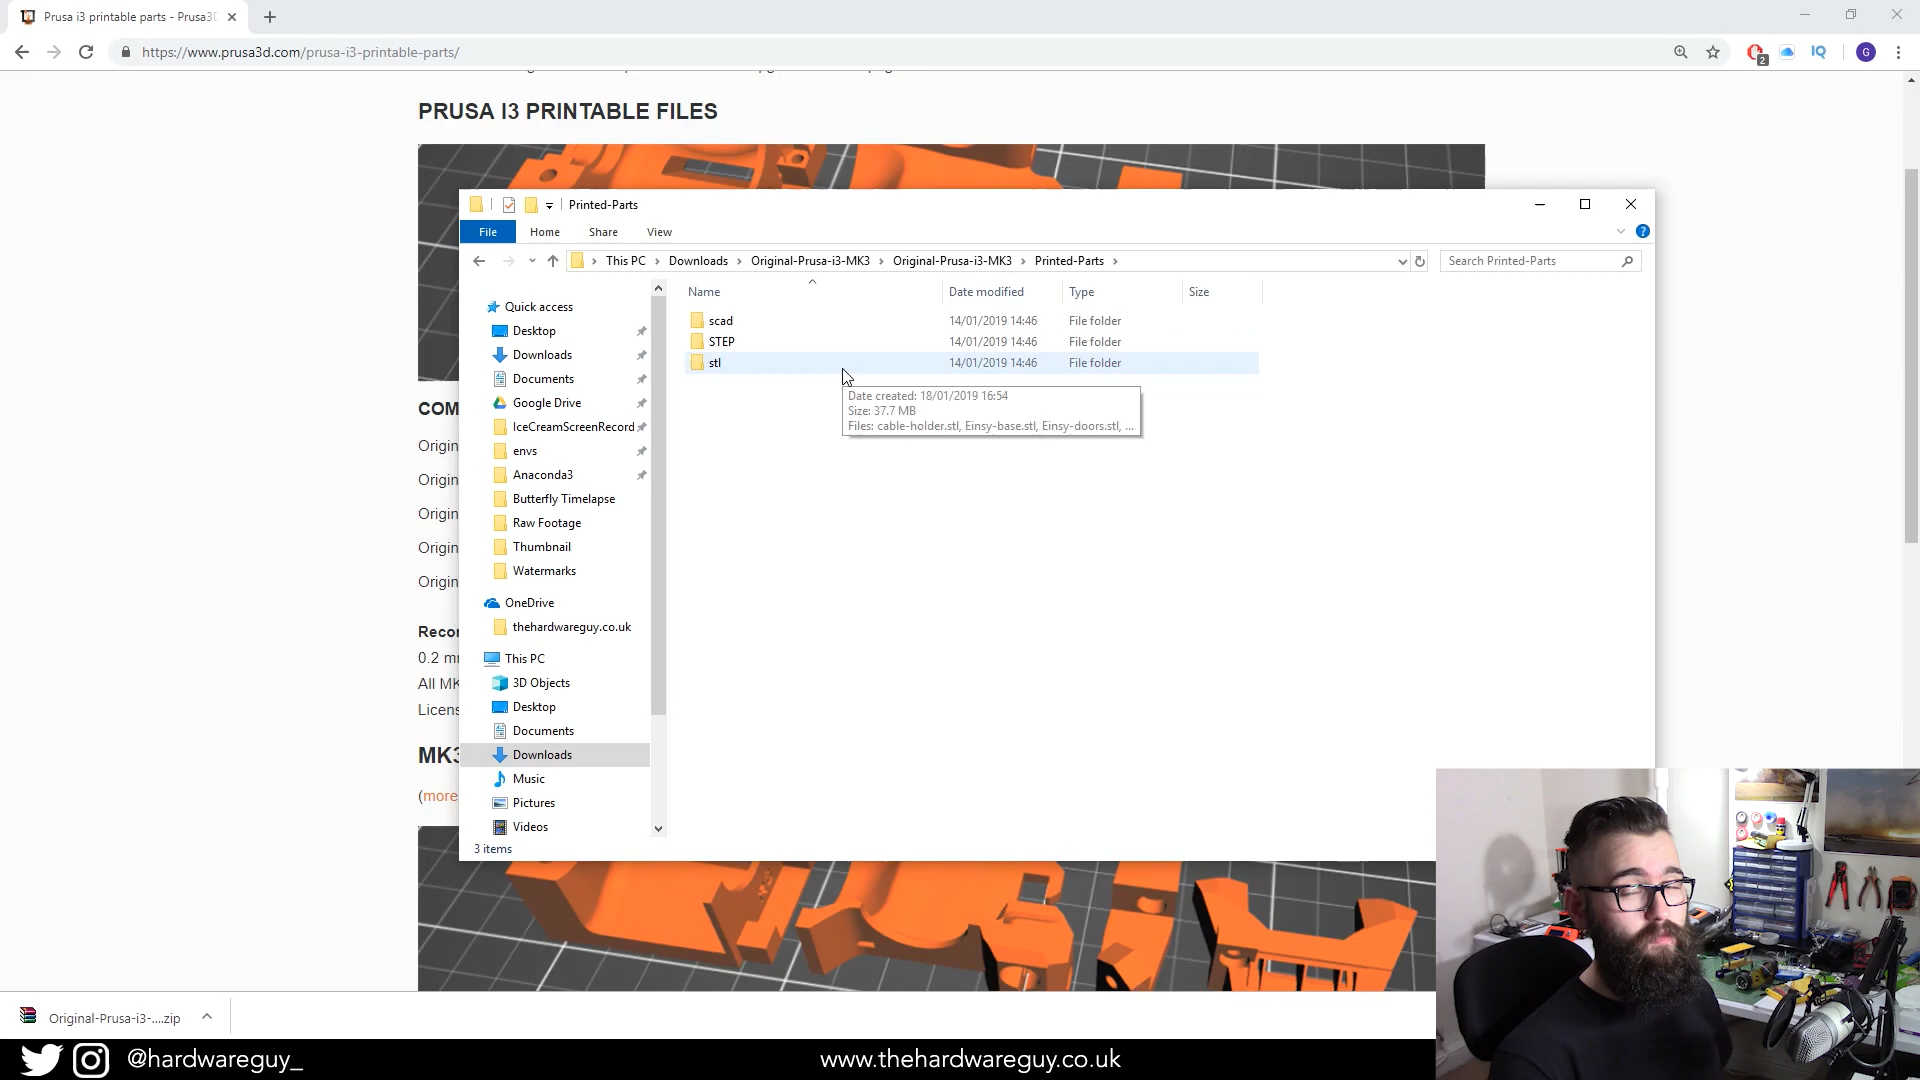 Prusa i3 printable parts - Prusa3D
https://www.prusa3d.com/prusa-i3-printable-parts/
2
IQ
G
PRUSA I3 PRINTABLE FILES
Printed-Parts
File Home Share View
This PC Downloads Original-Prusa-i3-MK3 Original-Prusa-i3-MK3 Printed-Parts
Search Printed-Parts
Name Date modified Type Size
scad 14/01/2019 14:46 File folder
STEP 14/01/2019 14:46 File folder
stl 14/01/2019 14:46 File folder
Date created: 18/01/2019 16:54
Size: 37.7 MB
Files: cable-holder.stl, Einsy-base.stl, Einsy-doors.stl, ...
Quick access
Desktop
Downloads
Documents
Google Drive
IceCreamScreenRecord
envs
Anaconda3
Butterfly Timelapse
Raw Footage
Thumbnail
Watermarks
OneDrive
thehardwareguy.co.uk
This PC
3D Objects
Desktop
Documents
Downloads
Music
Pictures
Videos
3 items
COM
Origin
Origin
Origin
Origin
Origin
Recor
0.2 m
All MK
Licens
MK3
(more
Original-Prusa-i3-....zip
@hardwareguy_
www.thehardwareguy.co.uk